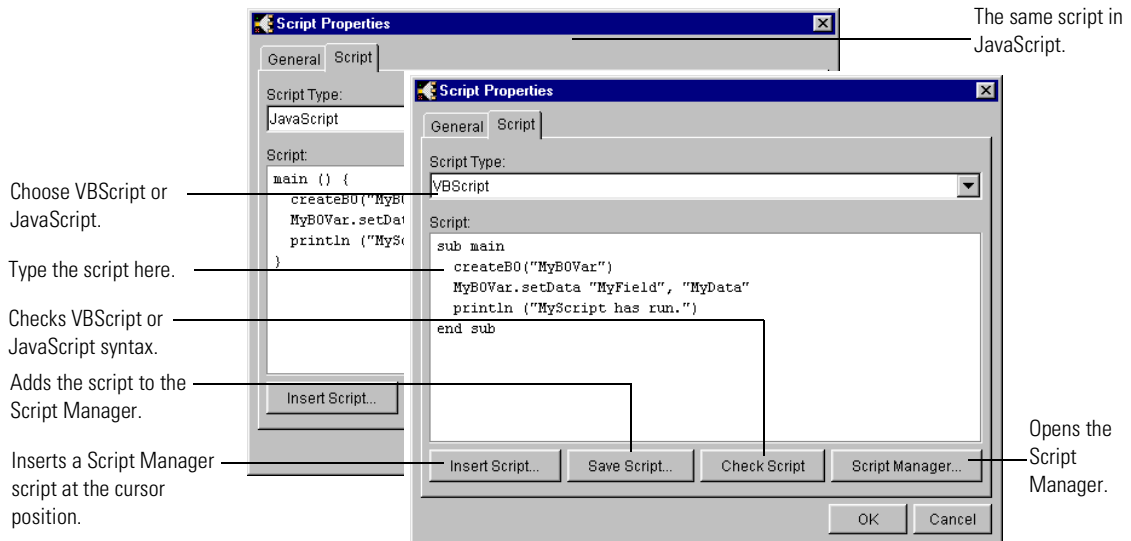 Script Properties
The same script in
JavaScript.
General Script
Script Type:
JavaScript
Script:
main () {
createBO("MyB
MyBOVar.setDat
println ("MyS
}
Insert Script...
Script Properties
General Script
Script Type:
VBScript
Script:
sub main
createBO("MyBOVar")
MyBOVar.setData "MyField", "MyData"
println ("MyScript has run.")
end sub
Insert Script... Save Script... Check Script Script Manager...
OK Cancel
Choose VBScript or
JavaScript.
Type the script here.
Checks VBScript or
JavaScript syntax.
Adds the script to the
Script Manager.
Inserts a Script Manager
script at the cursor
position.
Opens the
Script
Manager.